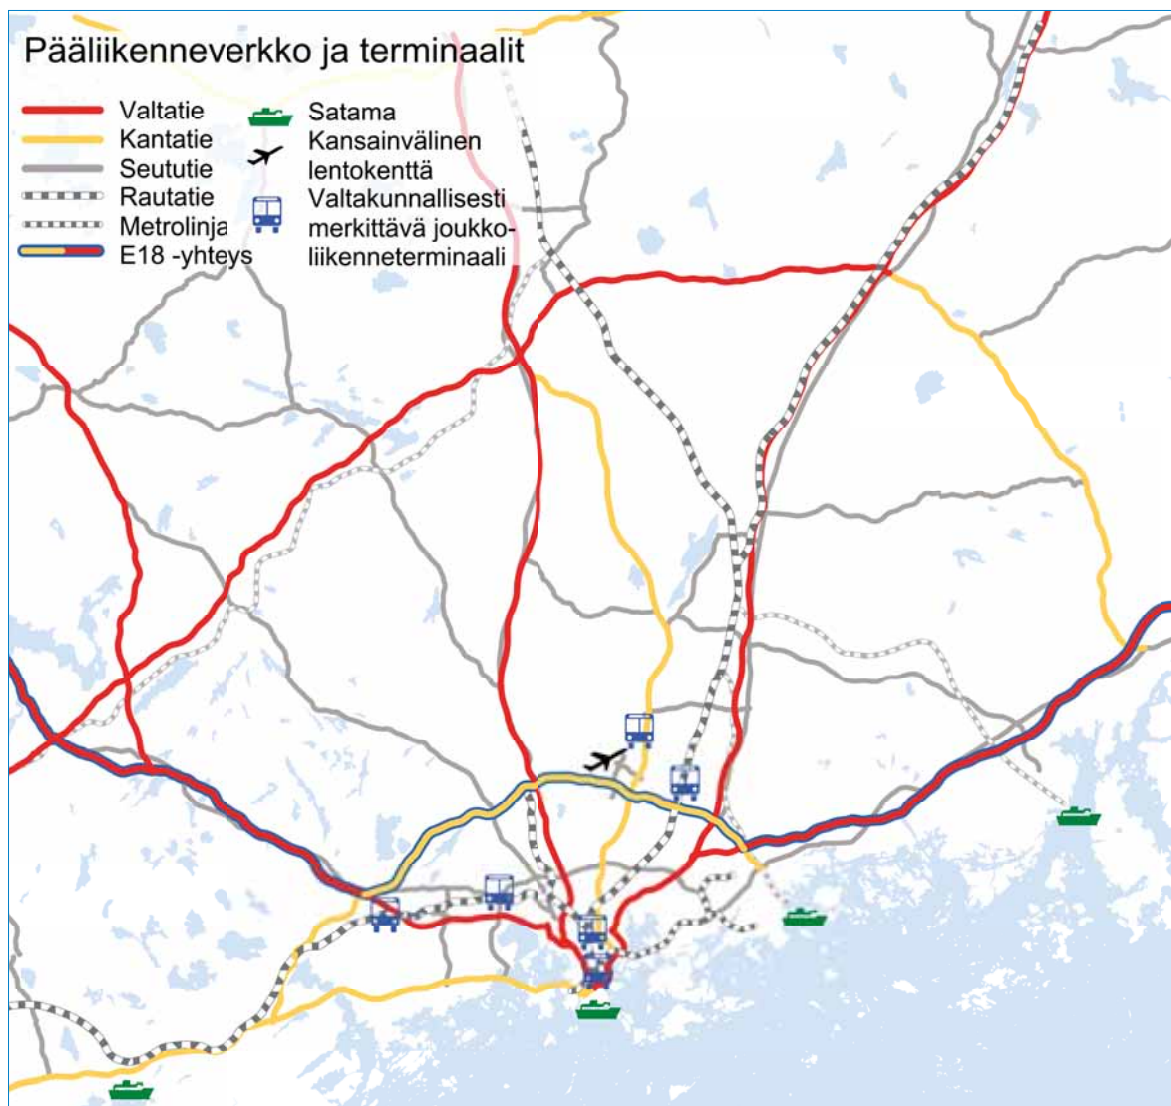 Pääliikenneverkko ja terminaalit
Valtatie
Kantatie
Seututie
Rautatie
Metrolinja
E18 -yhteys
Satama
Kansainvälinen
lentokenttä
Valtakunnallisesti
merkittävä joukko-
liikenneterminaali